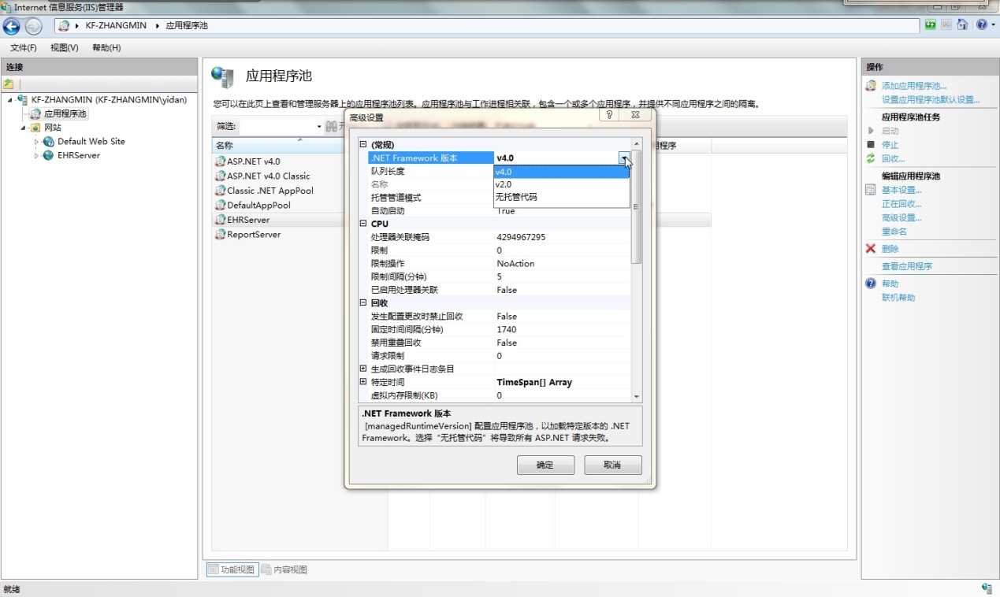 Internet 信息服务(IIS)管理器
KF-ZHANGMIN 应用程序池
文件(F) 视图(V) 帮助(H)
连接
KF-ZHANGMIN (KF-ZHANGMIN\yidan)
应用程序池
网站
Default Web Site
EHRServer
应用程序池
您可以在此页上查看和管理服务器上的应用程序池列表。应用程序池与工作进程相关联，包含一个或多个应用程序，并提供不同应用程序之间的隔离。
筛选: 开
名称
程序
ASP.NET v4.0
ASP.NET v4.0 Classic
Classic .NET AppPool
DefaultAppPool
EHRServer
ReportServer
高级设置
(常规)
.NET Framework 版本 v4.0
v4.0
v2.0
无托管代码
队列长度
名称
托管管道模式
自动启动 True
CPU
处理器关联掩码 4294967295
限制 0
限制操作 NoAction
限制间隔(分钟) 5
已启用处理器关联 False
回收
发生配置更改时禁止回收 False
固定时间间隔(分钟) 1740
禁用重叠回收 False
请求限制 0
生成回收事件日志条目
特定时间 TimeSpan[] Array
虚拟内存限制(KB) 0
.NET Framework 版本
[managedRuntimeVersion] 配置应用程序池，以加载特定版本的 .NET
Framework。选择“无托管代码”将导致所有 ASP.NET 请求失败。
确定 取消
操作
添加应用程序池...
设置应用程序池默认设置...
应用程序池任务
启动
停止
回收...
编辑应用程序池
基本设置...
正在回收...
高级设置...
重命名
删除
查看应用程序
帮助
联机帮助
功能视图 内容视图
就绪